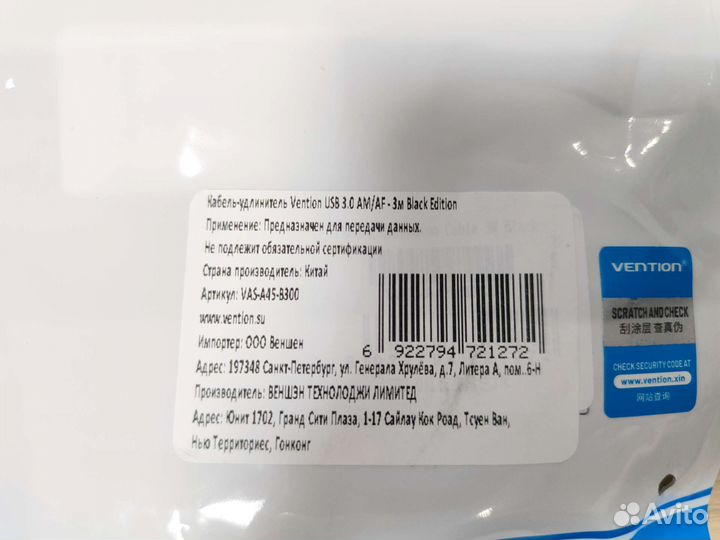 Кабель-удлинитель Vention USB 3.0 AM/AF - 3м Black Edition
Применение: Предназначен для передачи данных.
Не подлежит обязательной сертификации
Страна производитель: Китай
Артикул: VAS-A45-B300
www.vention.su
Импортер: ООО Веншен
6 922794 721272
Адрес: 197348 Санкт-Петербург, ул. Генерала Хрулёва, д.7, Литера А, пом..6-Н
Производитель: ВЕНШЭН ТЕХНОЛОДЖИ ЛИМИТЕД
Адрес: Юнит 1702, Гранд Сити Плаза, 1-17 Сайлау Кок Роад, Тсуен Ван,
Нью Территориес, Гонконг
VENTION®
SCRATCH AND CHECK
刮涂层查真伪
CHECK SECURITY CODE AT
www.vention.xin
网站查询
Avito